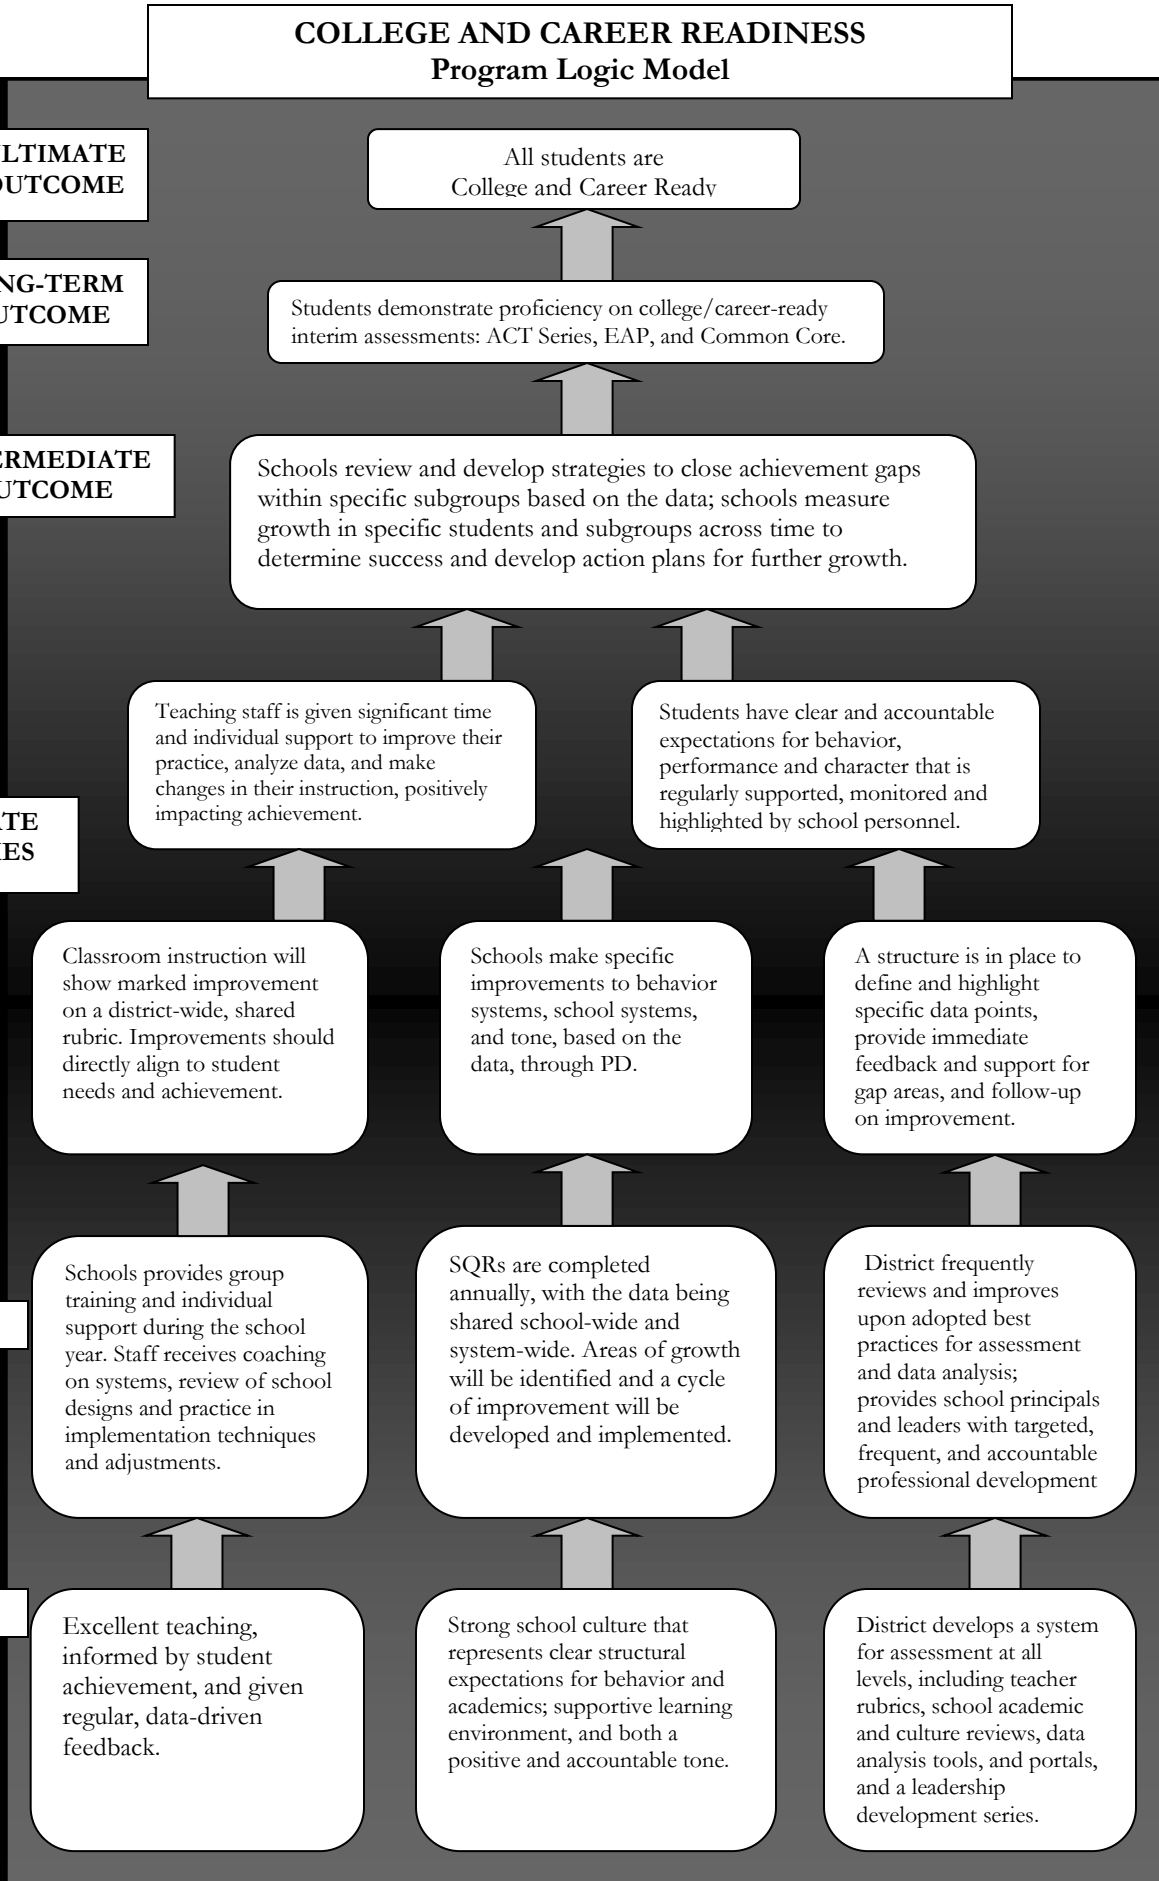 COLLEGE AND CAREER READINESS
Program Logic Model
LTIMATE
OUTCOME
All students are
College and Career Ready
NG-TERM
UTCOME
Students demonstrate proficiency on college/career-ready
interim assessments: ACT Series, EAP, and Common Core.
ERMEDIATE
UTCOME
Schools review and develop strategies to close achievement gaps
within specific subgroups based on the data; schools measure
growth in specific students and subgroups across time to
determine success and develop action plans for further growth.
Teaching staff is given significant time
and individual support to improve their
practice, analyze data, and make
changes in their instruction, positively
impacting achievement.
Students have clear and accountable
expectations for behavior,
performance and character that is
regularly supported, monitored and
highlighted by school personnel.
TE
IES
Classroom instruction will
show marked improvement
on a district-wide, shared
rubric. Improvements should
directly align to student
needs and achievement.
Schools make specific
improvements to behavior
systems, school systems,
and tone, based on the
data, through PD.
A structure is in place to
define and highlight
specific data points,
provide immediate
feedback and support for
gap areas, and follow-up
on improvement.
Schools provides group
training and individual
support during the school
year. Staff receives coaching
on systems, review of school
designs and practice in
implementation techniques
and adjustments.
SQRs are completed
annually, with the data being
shared school-wide and
system-wide. Areas of growth
will be identified and a cycle
of improvement will be
developed and implemented.
District frequently
reviews and improves
upon adopted best
practices for assessment
and data analysis;
provides school principals
and leaders with targeted,
frequent, and accountable
professional development
Excellent teaching,
informed by student
achievement, and given
regular, data-driven
feedback.
Strong school culture that
represents clear structural
expectations for behavior and
academics; supportive learning
environment, and both a
positive and accountable tone.
District develops a system
for assessment at all
levels, including teacher
rubrics, school academic
and culture reviews, data
analysis tools, and portals,
and a leadership
development series.